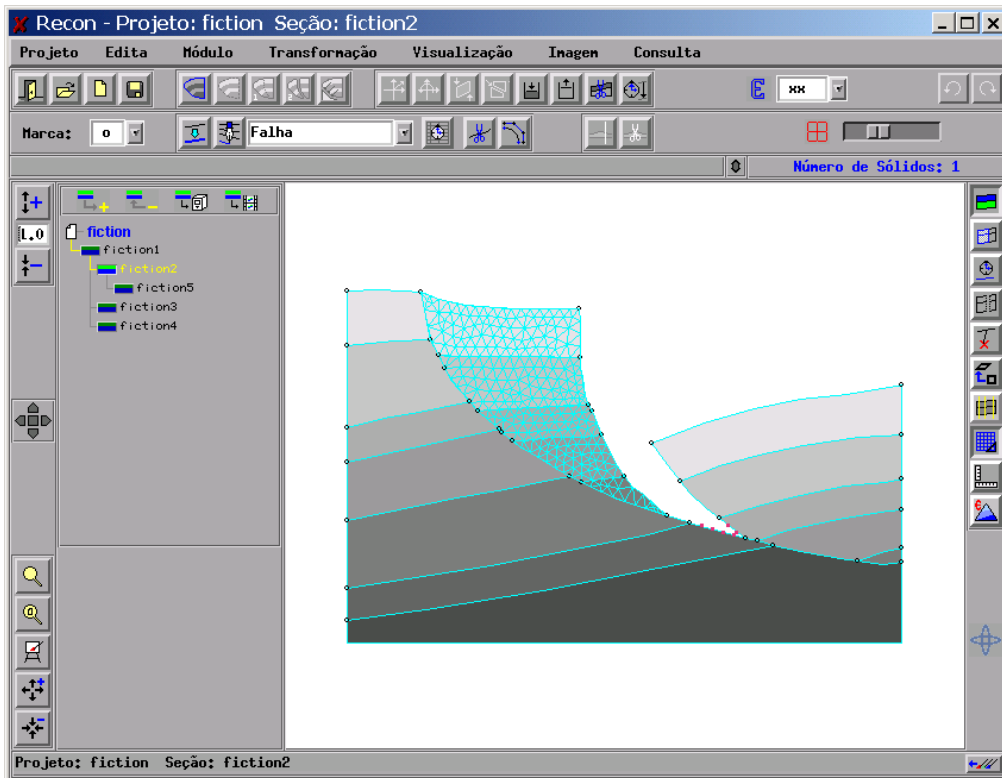 Recon - Projeto: fiction Seção: fiction2
Projeto Edita Módulo Transformação Visualização Imagem Consulta
E xx
Marca: o Falha
Número de Sólidos: 1
1.0
fiction
fiction1
fiction2
fiction5
fiction3
fiction4
Projeto: fiction Seção: fiction2